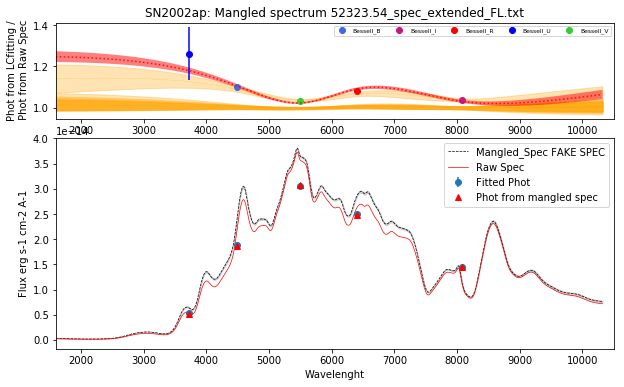 SN2002ap: Mangled spectrum 52323.54_spec_extended_FL.txt
Phot from LCfitting /
Phot from Raw Spec
1.4
1.2
1.0
Bessell_B
Bessell_I
Bessell_R
Bessell_U
Bessell_V
2000 3000 4000 5000 6000 7000 8000 9000 10000
Flux erg s-1 cm-2 A-1
4.0
3.5
3.0
2.5
2.0
1.5
1.0
0.5
0.0
Mangled_Spec FAKE SPEC
Raw Spec
Fitted Phot
Phot from mangled spec
2000 3000 4000 5000 6000 7000 8000 9000 10000
Wavelenght